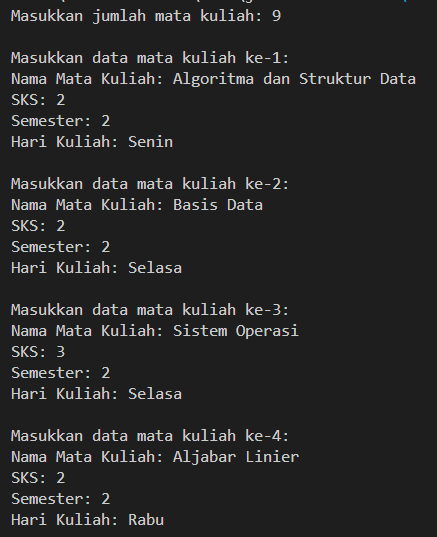 Masukkan jumlah mata kuliah: 9
Masukkan data mata kuliah ke-1:
Nama Mata Kuliah: Algoritma dan Struktur Data
SKS: 2
Semester: 2
Hari Kuliah: Senin
Masukkan data mata kuliah ke-2:
Nama Mata Kuliah: Basis Data
SKS: 2
Semester: 2
Hari Kuliah: Selasa
Masukkan data mata kuliah ke-3:
Nama Mata Kuliah: Sistem Operasi
SKS: 3
Semester: 2
Hari Kuliah: Selasa
Masukkan data mata kuliah ke-4:
Nama Mata Kuliah: Aljabar Linier
SKS: 2
Semester: 2
Hari Kuliah: Rabu